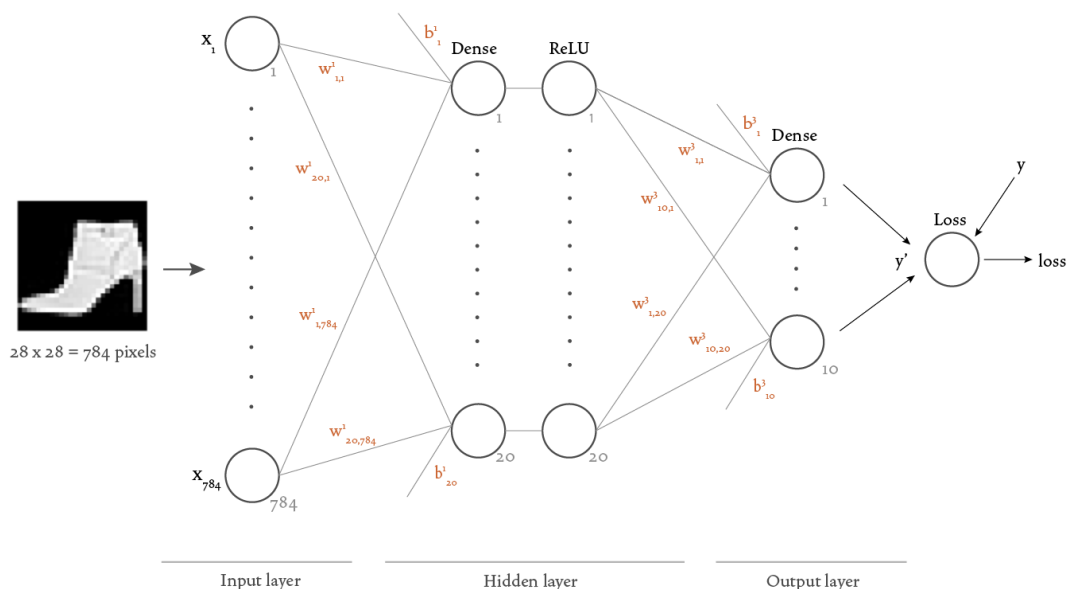 x₁
1
w¹₁,₁
b¹₁
Dense
ReLU
1
1
w¹₂₀,₁
w³₁,₁
b³₁
Dense
1
w³₁₀,₁
y
Loss
y'
loss
28 x 28 = 784 pixels
w¹₁,₇₈₄
w³₁,₂₀
w³₁₀,₂₀
10
b³₁₀
w¹₂₀,₇₈₄
b¹₂₀
20
20
x₇₈₄
784
Input layer
Hidden layer
Output layer